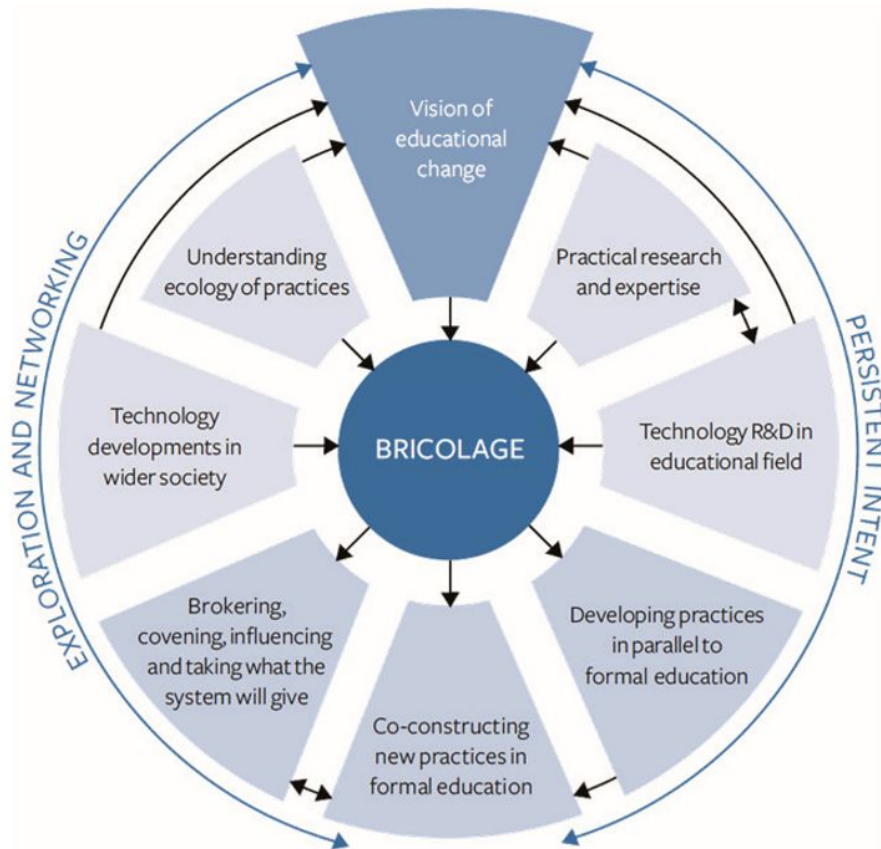 Vision of
educational
change
Understanding
ecology of practices
Practical research
and expertise
EXPLORATION AND NETWORKING
PERSISTENT INTENT
Technology
developments in
wider society
BRICOLAGE
Technology R&D in
educational field
Brokering,
covening, influencing
and taking what the
system will give
Developing practices
in parallel to
formal education
Co-constructing
new practices in
formal education